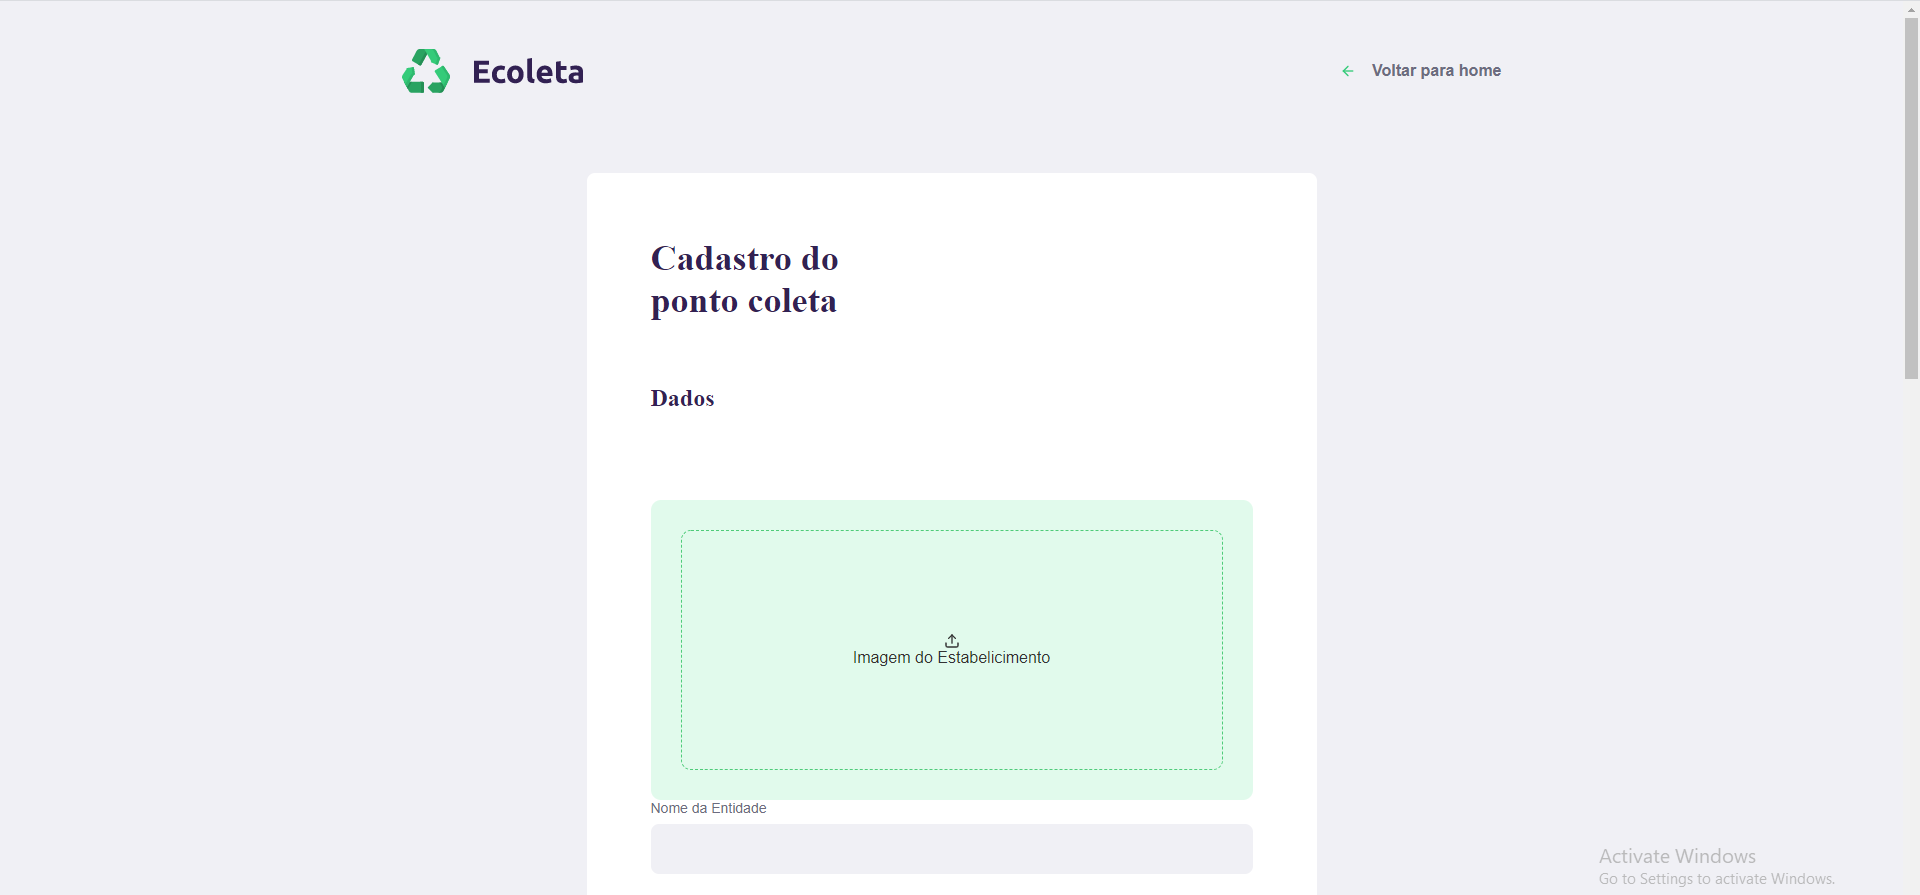 Ecoleta
Voltar para home
Cadastro do
ponto coleta
Dados
Imagem do Estabelicimento
Nome da Entidade
Activate Windows
Go to Settings to activate Windows.